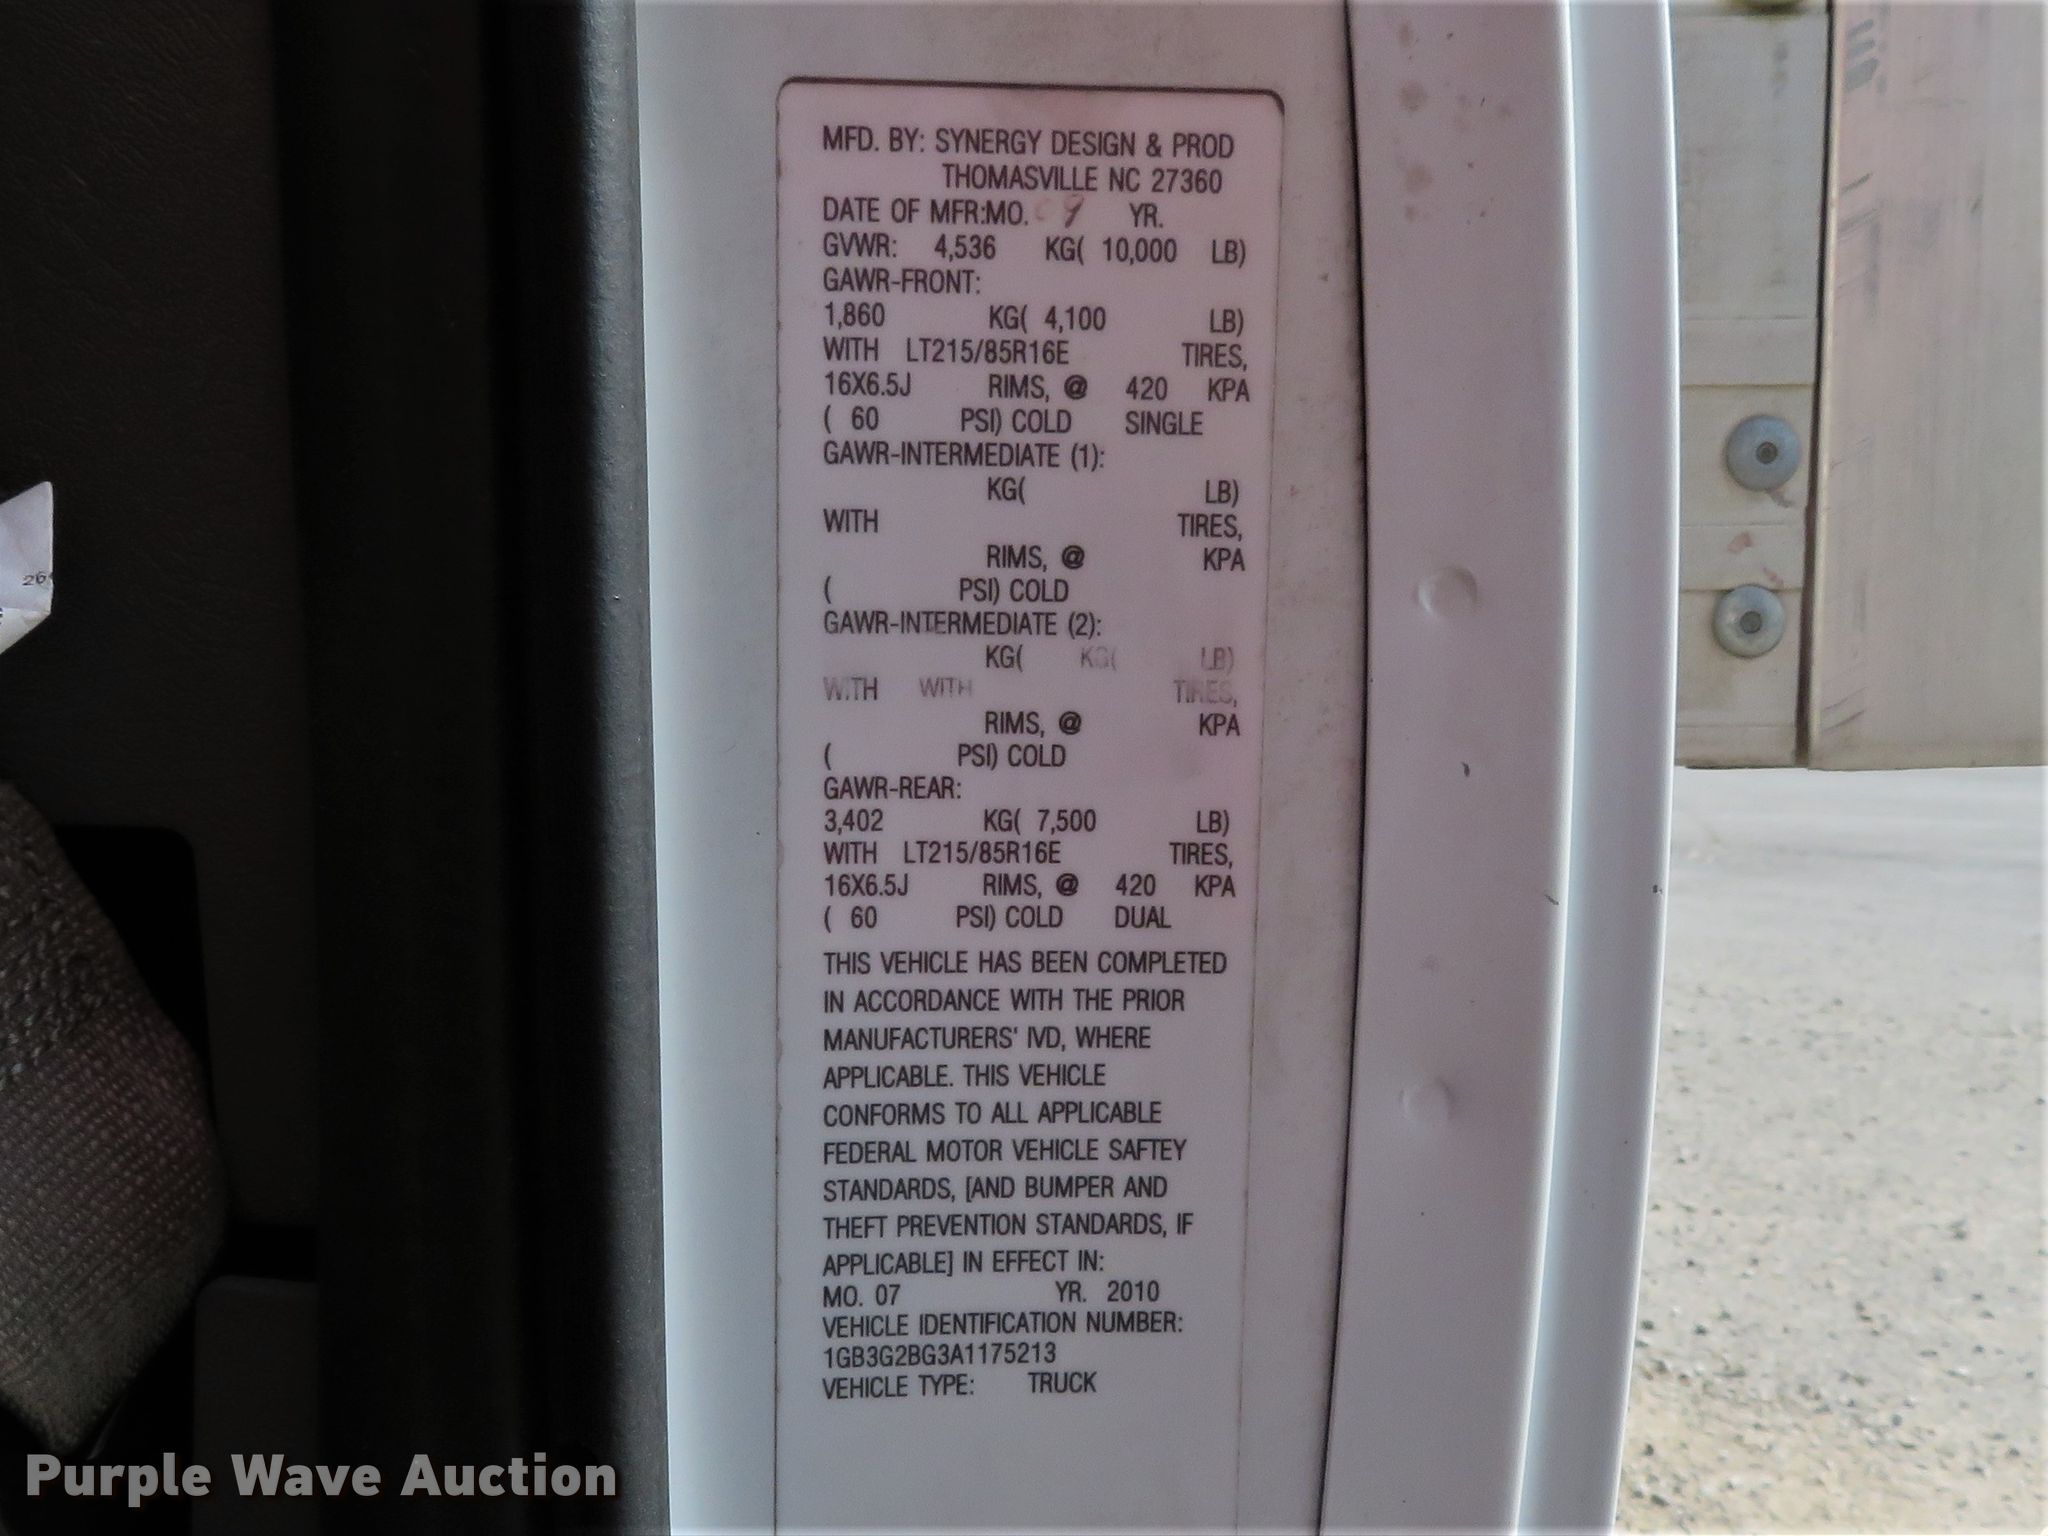 MFD. BY: SYNERGY DESIGN & PROD
THOMASVILLE NC 27360
DATE OF MFR:MO. 09 YR.
GVWR: 4,536 KG( 10,000 LB)
GAWR-FRONT:
1,860 KG( 4,100 LB)
WITH LT215/85R16E TIRES,
16X6.5J RIMS, @ 420 KPA
( 60 PSI) COLD SINGLE
GAWR-INTERMEDIATE (1):
KG( LB)
WITH TIRES,
RIMS, @ KPA
( PSI) COLD
GAWR-INTERMEDIATE (2):
KG( KG( LB)
WITH WITH TIRES,
RIMS, @ KPA
( PSI) COLD
GAWR-REAR:
3,402 KG( 7,500 LB)
WITH LT215/85R16E TIRES,
16X6.5J RIMS, @ 420 KPA
( 60 PSI) COLD DUAL
THIS VEHICLE HAS BEEN COMPLETED
IN ACCORDANCE WITH THE PRIOR
MANUFACTURERS' IVD, WHERE
APPLICABLE. THIS VEHICLE
CONFORMS TO ALL APPLICABLE
FEDERAL MOTOR VEHICLE SAFTEY
STANDARDS, [AND BUMPER AND
THEFT PREVENTION STANDARDS, IF
APPLICABLE] IN EFFECT IN:
MO. 07 YR. 2010
VEHICLE IDENTIFICATION NUMBER:
1GB3G2BG3A1175213
VEHICLE TYPE: TRUCK
Purple Wave Auction